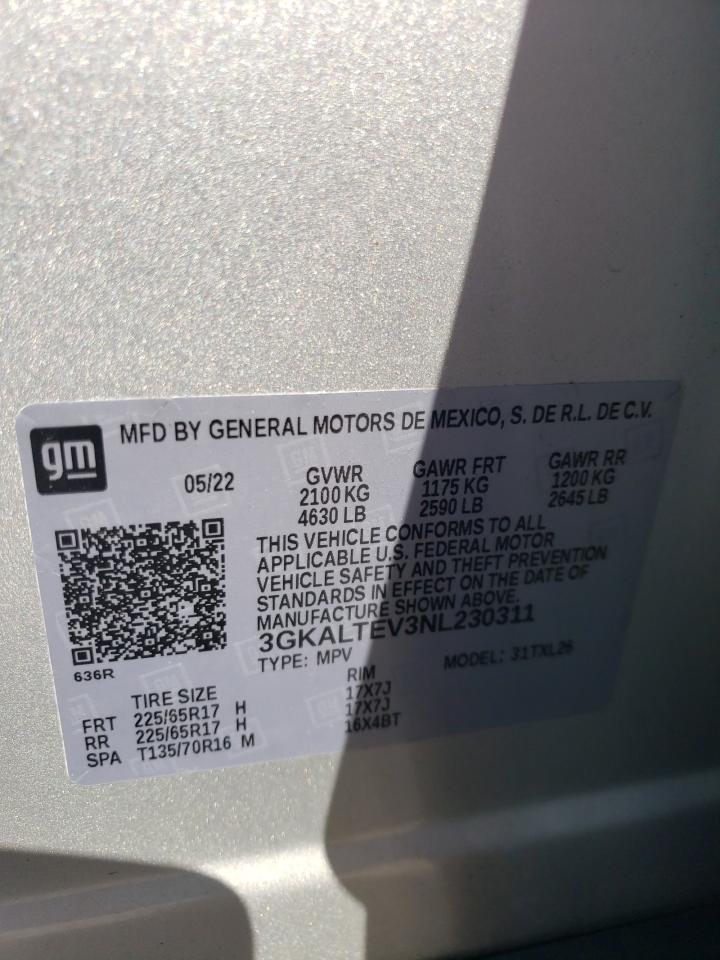 gm
MFD BY GENERAL MOTORS DE MEXICO, S. DE R.L. DE C.V.
05/22
GVWR
2100 KG
4630 LB
GAWR FRT
1175 KG
2590 LB
GAWR RR
1200 KG
2645 LB
THIS VEHICLE CONFORMS TO ALL
APPLICABLE U.S. FEDERAL MOTOR
VEHICLE SAFETY AND THEFT PREVENTION
STANDARDS IN EFFECT ON THE DATE OF
MANUFACTURE SHOWN ABOVE.
3GKALTEV3NL230311
TYPE: MPV MODEL: 31TXL26
636R
TIRE SIZE RIM
FRT 225/65R17 H 17X7J
RR 225/65R17 H 17X7J
SPA T135/70R16 M 16X4BT